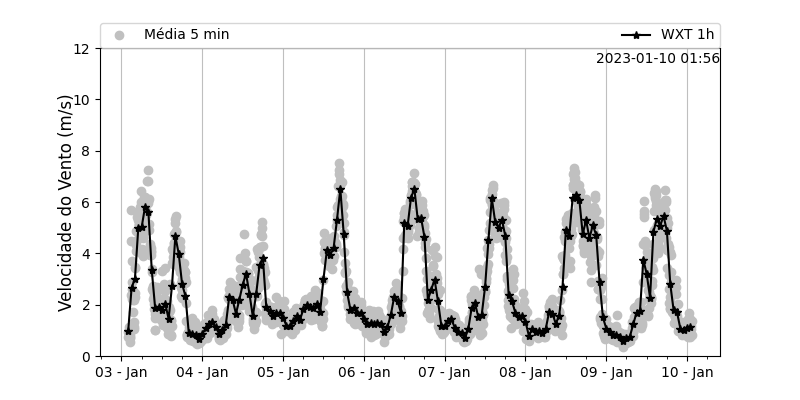 Média 5 min
WXT 1h
2023-01-10 01:56
Velocidade do Vento (m/s)
12
10
8
6
4
2
0
03 - Jan 04 - Jan 05 - Jan 06 - Jan 07 - Jan 08 - Jan 09 - Jan 10 - Jan